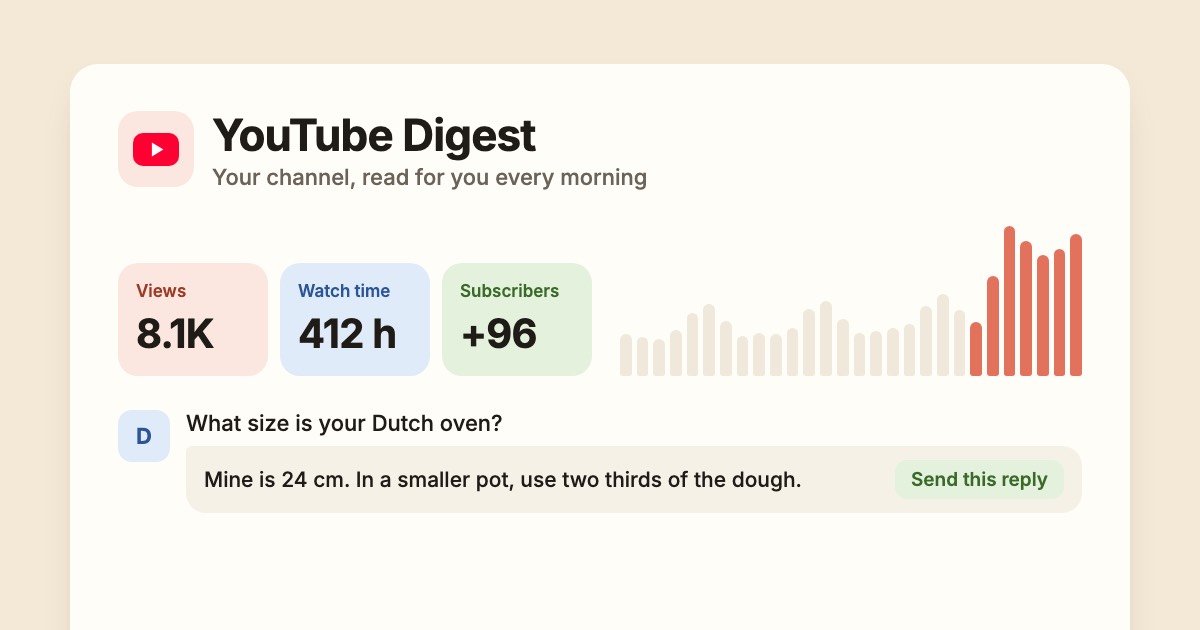 YouTube Digest
Your channel, read for you every morning
Views
8.1K
Watch time
412 h
Subscribers
+96
D
What size is your Dutch oven?
Mine is 24 cm. In a smaller pot, use two thirds of the dough.
Send this reply